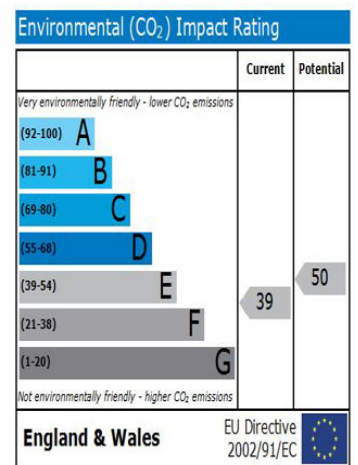 Environmental (CO₂) Impact Rating
Current Potential
Very environmentally friendly - lower CO₂ emissions
(92-100) A
(81-91) B
(69-80) C
(55-68) D
(39-54) E
50
39
(21-38) F
(1-20) G
Not environmentally friendly - higher CO₂ emissions
England & Wales
EU Directive
2002/91/EC